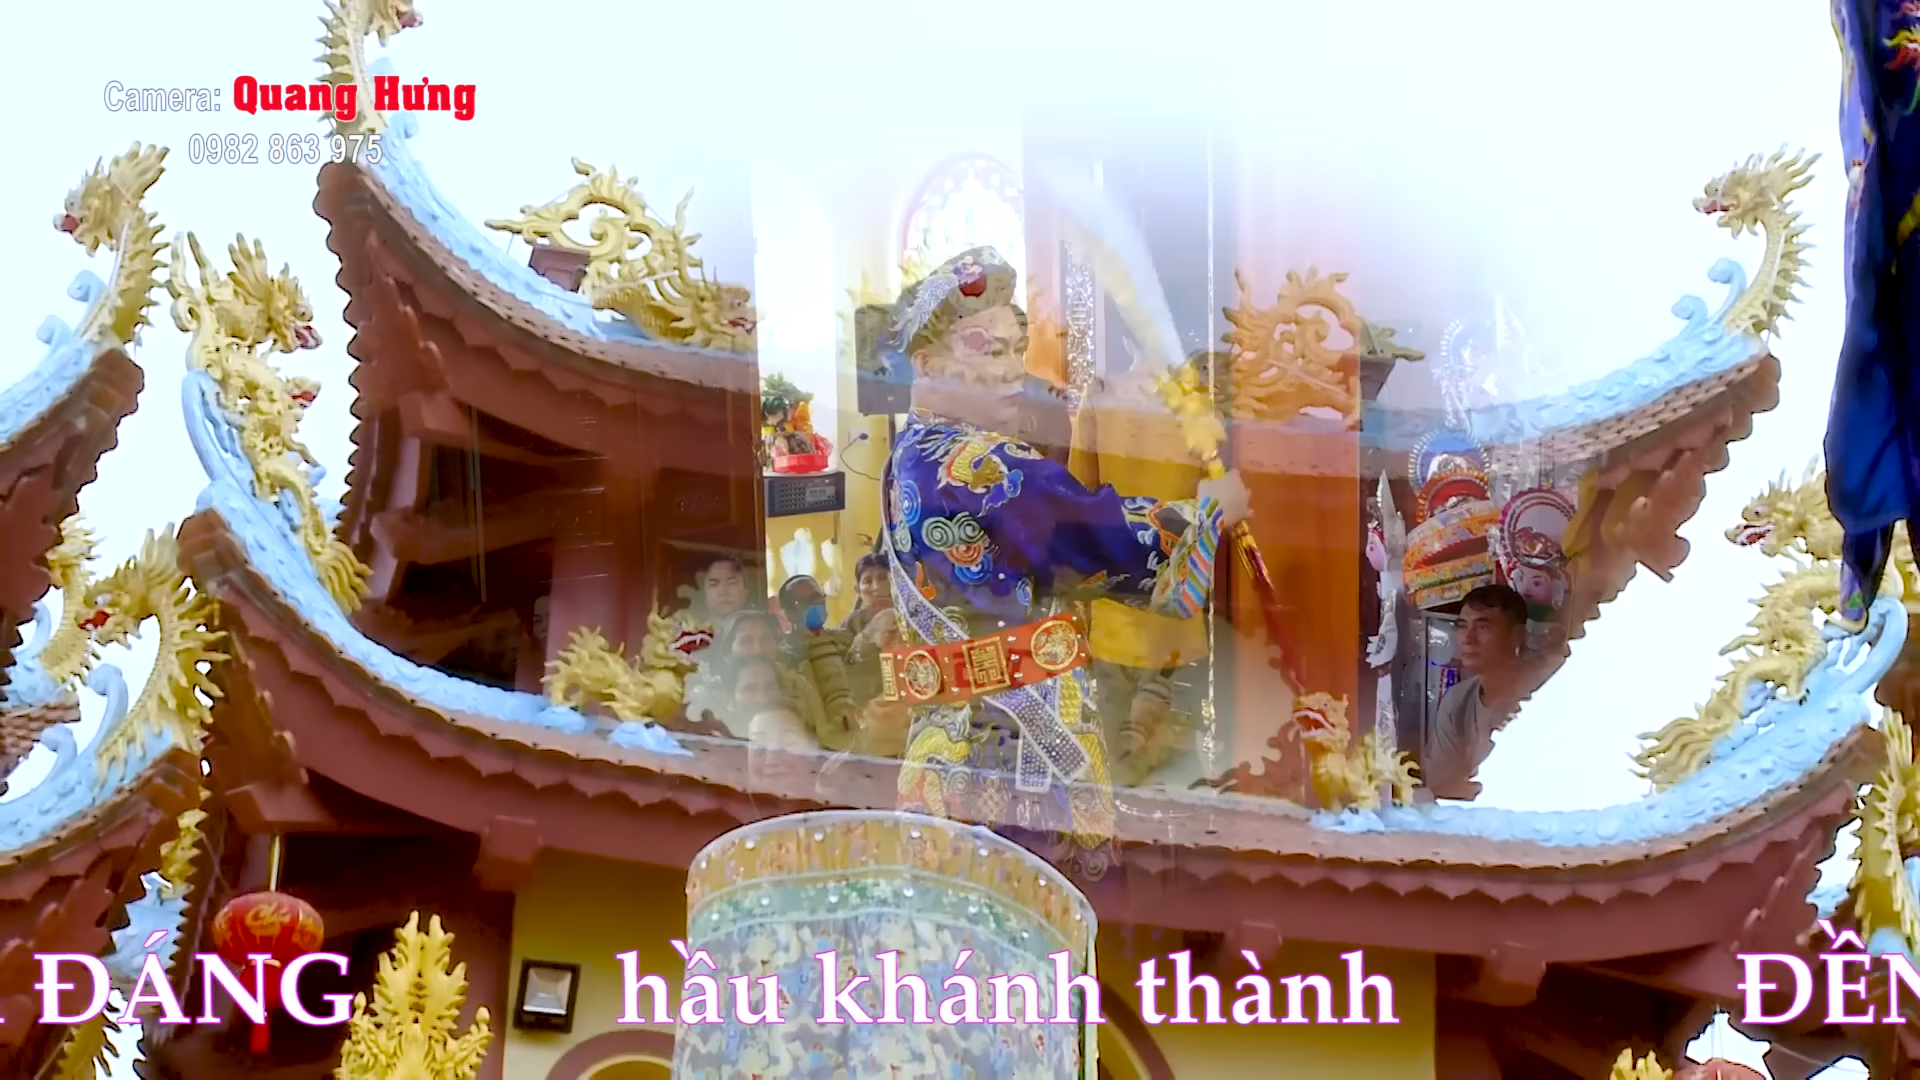 Camera: Quang Hưng
0982 863 975
ĐÁNG hầu khánh thành ĐỀN